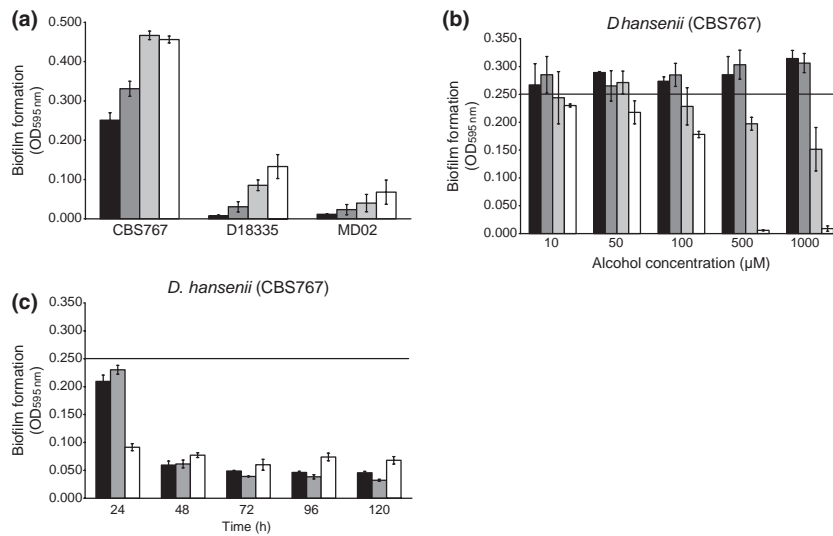 (a)
0.500
0.400
0.300
0.200
0.100
0.000
Biofilm formation
(OD595 nm)
CBS767 D18335 MD02
(b)
D hansenii (CBS767)
0.350
0.300
0.250
0.200
0.150
0.100
0.050
0.000
Biofilm formation
(OD595 nm)
10 50 100 500 1000
Alcohol concentration (µM)
(c)
D. hansenii (CBS767)
0.350
0.300
0.250
0.200
0.150
0.100
0.050
0.000
Biofilm formation
(OD595 nm)
24 48 72 96 120
Time (h)